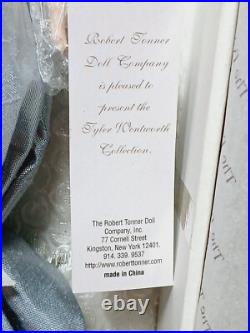 Robert Tonner
Doll Company
is pleased to
present the
Tyler Wentworth
Collection.
The Robert Tonner Doll
Company, Inc.
77 Cornell Street
Kingston, New York 12401.
914. 339. 9537
http://www.roberttonner.com
made in China